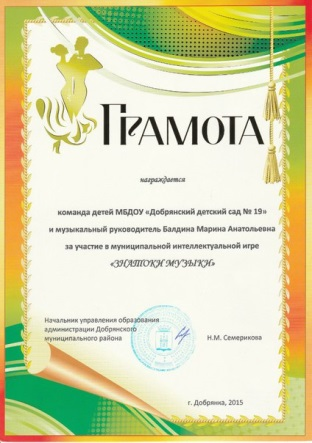 ГРАМОТА
награждается
команда детей МБДОУ «Добрянский детский сад № 19»
и музыкальный руководитель Балдина Марина Анатольевна
за участие в муниципальной интеллектуальной игре
«ЗНАТОКИ МУЗЫКИ»
Начальник управления образования
администрации Добрянского
муниципального района
Н.М. Семерикова
г. Добрянка, 2015